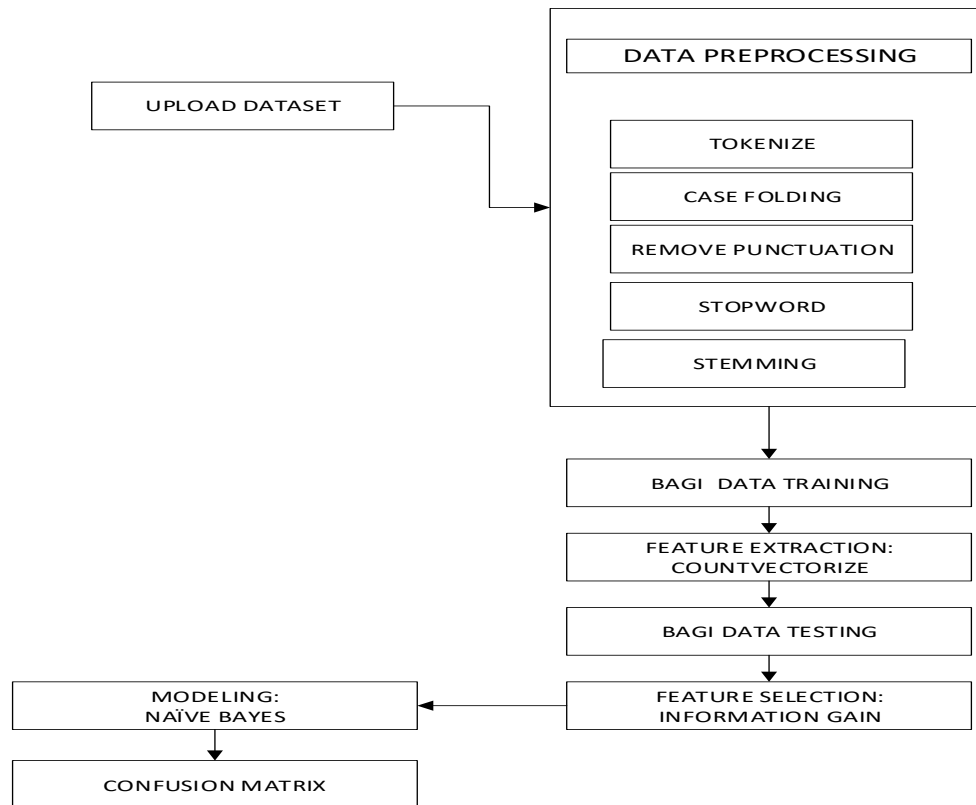 UPLOAD DATASET
DATA PREPROCESSING
TOKENIZE
CASE FOLDING
REMOVE PUNCTUATION
STOPWORD
STEMMING
BAGI DATA TRAINING
FEATURE EXTRACTION:
COUNTVECTORIZE
BAGI DATA TESTING
FEATURE SELECTION:
INFORMATION GAIN
MODELING:
NAÏVE BAYES
CONFUSION MATRIX